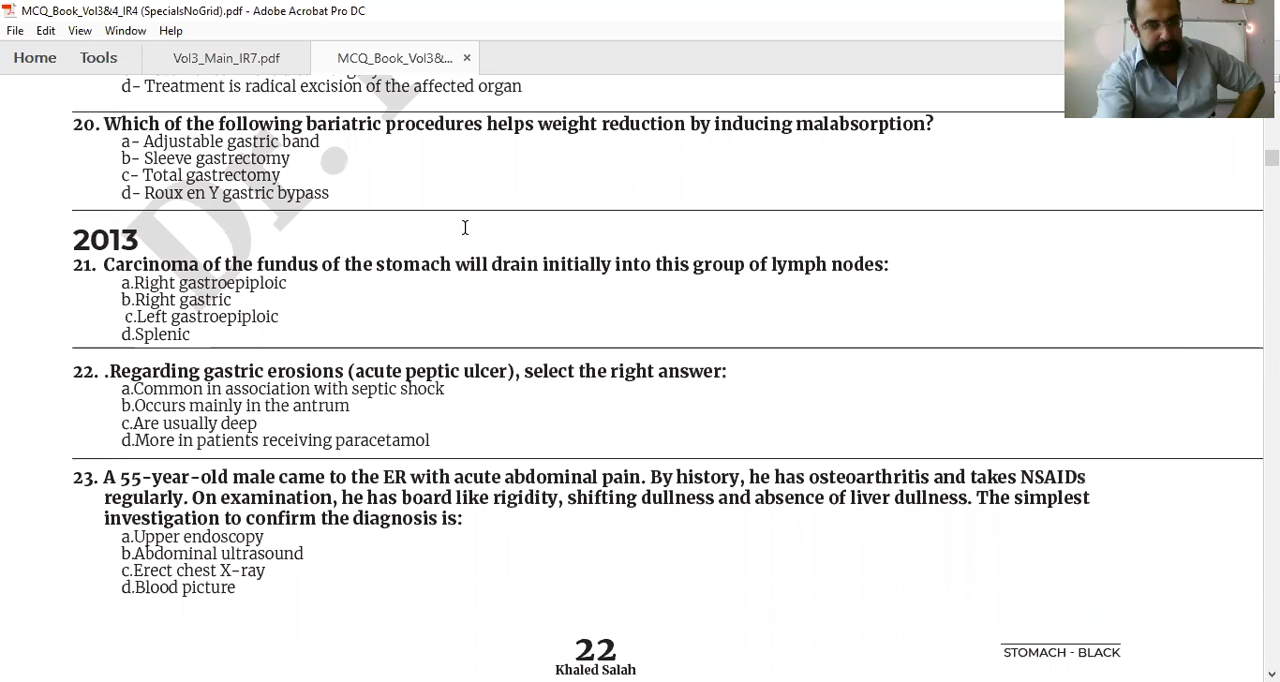 MCQ_Book_Vol3&4_IR4 (SpecialsNoGrid).pdf - Adobe Acrobat Pro DC
File Edit View Window Help
Home Tools Vol3_Main_IR7.pdf MCQ_Book_Vol3&... ×
d- Treatment is radical excision of the affected organ
20. Which of the following bariatric procedures helps weight reduction by inducing malabsorption?
a- Adjustable gastric band
b- Sleeve gastrectomy
c- Total gastrectomy
d- Roux en Y gastric bypass
2013
21. Carcinoma of the fundus of the stomach will drain initially into this group of lymph nodes:
a.Right gastroepiploic
b.Right gastric
c.Left gastroepiploic
d.Splenic
22. .Regarding gastric erosions (acute peptic ulcer), select the right answer:
a.Common in association with septic shock
b.Occurs mainly in the antrum
c.Are usually deep
d.More in patients receiving paracetamol
23. A 55-year-old male came to the ER with acute abdominal pain. By history, he has osteoarthritis and takes NSAIDs
regularly. On examination, he has board like rigidity, shifting dullness and absence of liver dullness. The simplest
investigation to confirm the diagnosis is:
a.Upper endoscopy
b.Abdominal ultrasound
c.Erect chest X-ray
d.Blood picture
22
Khaled Salah
STOMACH - BLACK
Dr.